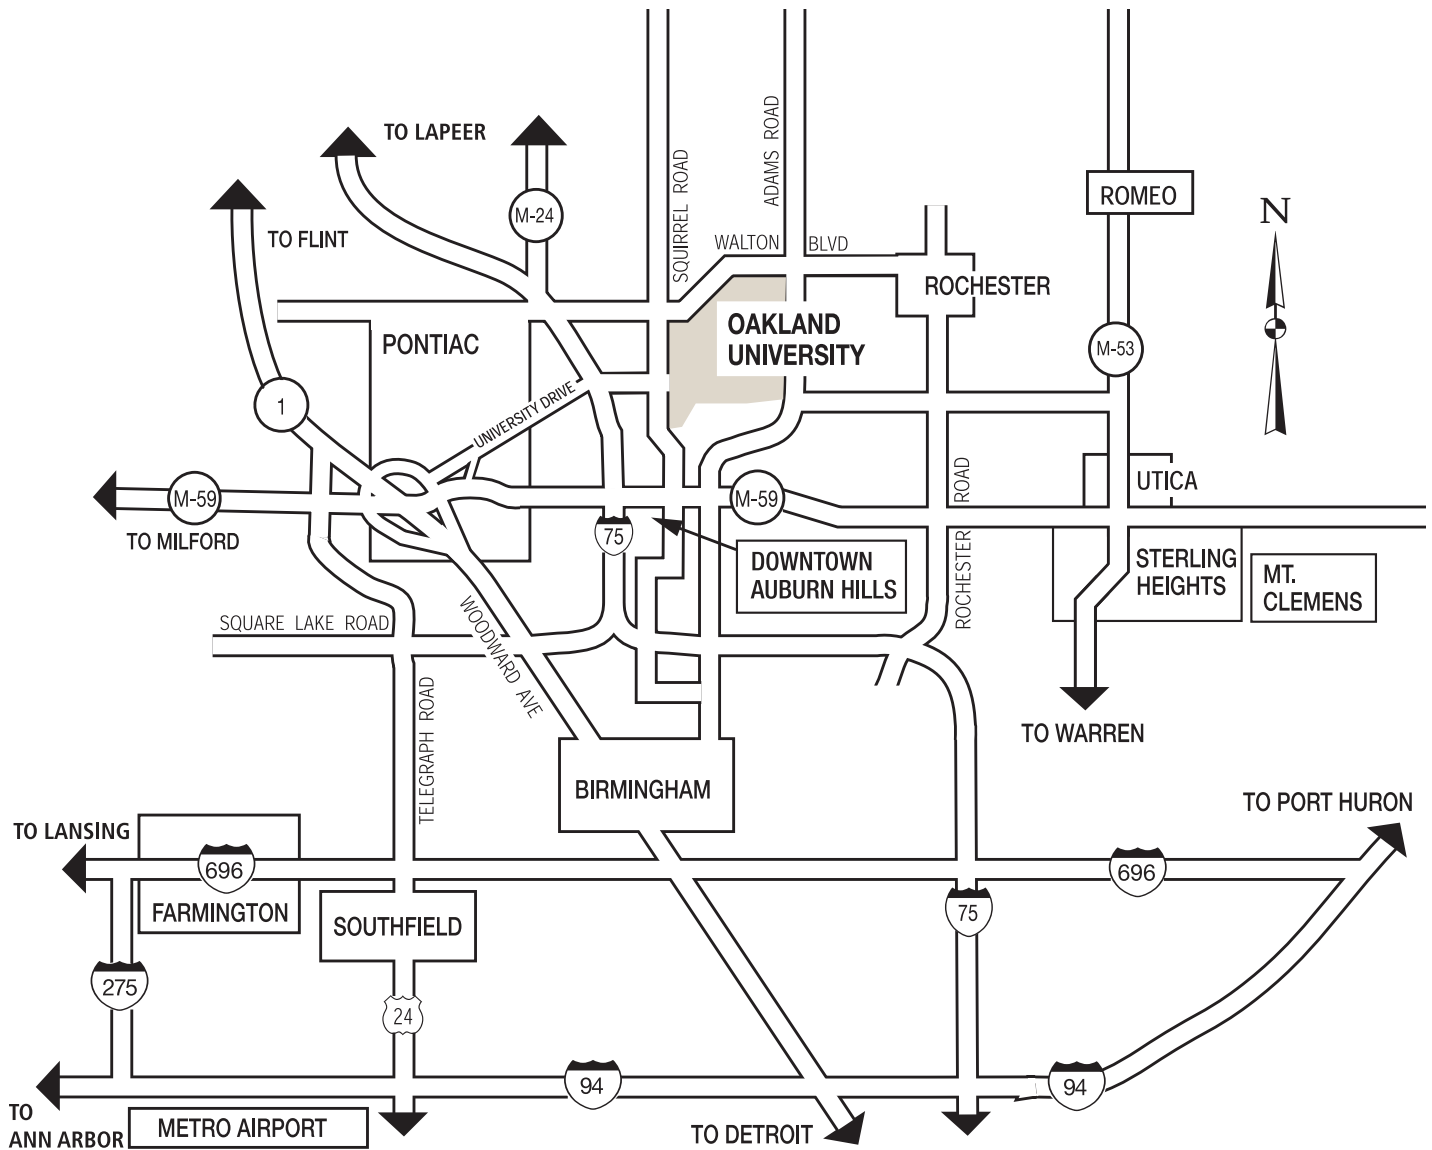 TO LAPEER
ADAMS ROAD
SQUIRREL ROAD
ROMEO
M-24
N
TO FLINT
WALTON BLVD
ROCHESTER
OAKLAND
UNIVERSITY
PONTIAC
M-53
1
UNIVERSITY DRIVE
UTICA
M-59
M-59
TO MILFORD
75
ROCHESTER ROAD
DOWNTOWN
AUBURN HILLS
STERLING
HEIGHTS
MT.
CLEMENS
SQUARE LAKE ROAD
WOODWARD AVE
TELEGRAPH ROAD
TO WARREN
BIRMINGHAM
TO PORT HURON
TO LANSING
696
696
FARMINGTON
SOUTHFIELD
75
275
24
94
94
TO
ANN ARBOR
METRO AIRPORT
TO DETROIT